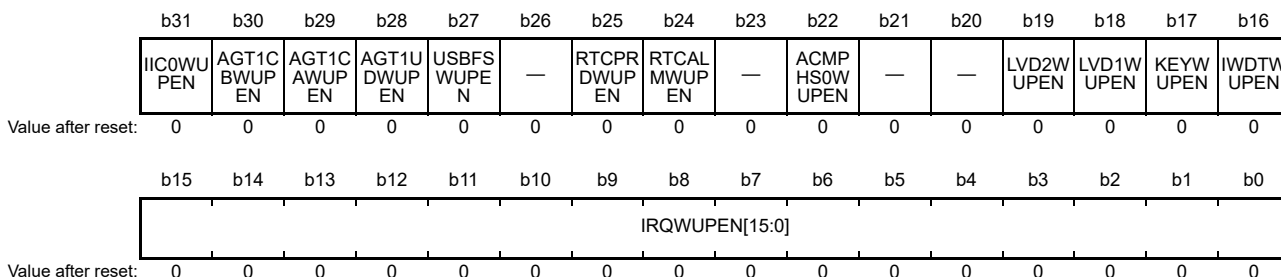 b31 b30 b29 b28 b27 b26 b25 b24 b23 b22 b21 b20 b19 b18 b17 b16
IIC0WU AGT1C AGT1C AGT1U USBFS — RTCPR RTCAL — ACMP — — LVD2W LVD1W KEYW IWDTW
PEN BWUP AWUP DWUP WUPE DWUP MWUP HS0W UPEN UPEN UPEN UPEN
EN EN EN N EN EN UPEN
Value after reset: 0 0 0 0 0 0 0 0 0 0 0 0 0 0 0 0
b15 b14 b13 b12 b11 b10 b9 b8 b7 b6 b5 b4 b3 b2 b1 b0
IRQWUPEN[15:0]
Value after reset: 0 0 0 0 0 0 0 0 0 0 0 0 0 0 0 0